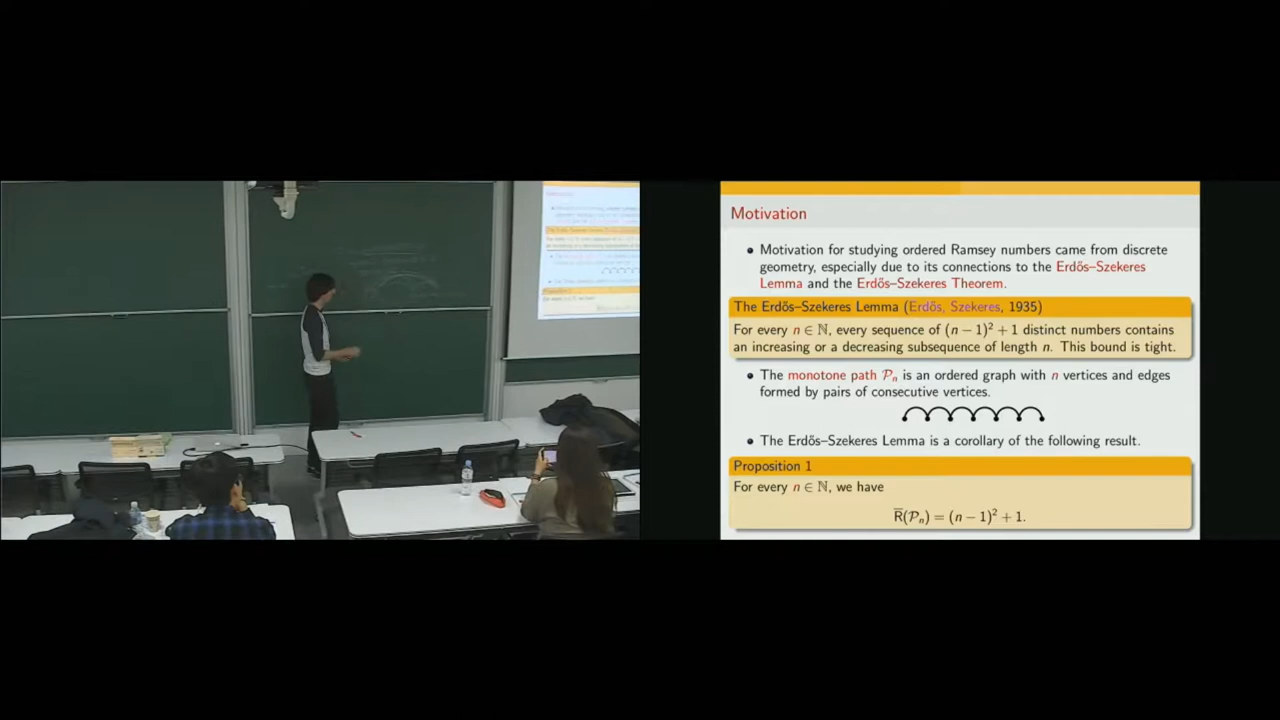 Motivation
• Motivation for studying ordered Ramsey numbers came from discrete
geometry, especially due to its connections to the Erdős–Szekeres
Lemma and the Erdős–Szekeres Theorem.
The Erdős–Szekeres Lemma (Erdős, Szekeres, 1935)
For every n ∈ ℕ, every sequence of (n − 1)² + 1 distinct numbers contains
an increasing or a decreasing subsequence of length n. This bound is tight.
• The monotone path 𝒫ₙ is an ordered graph with n vertices and edges
formed by pairs of consecutive vertices.
• The Erdős–Szekeres Lemma is a corollary of the following result.
Proposition 1
For every n ∈ ℕ, we have
R̅(𝒫ₙ) = (n − 1)² + 1.